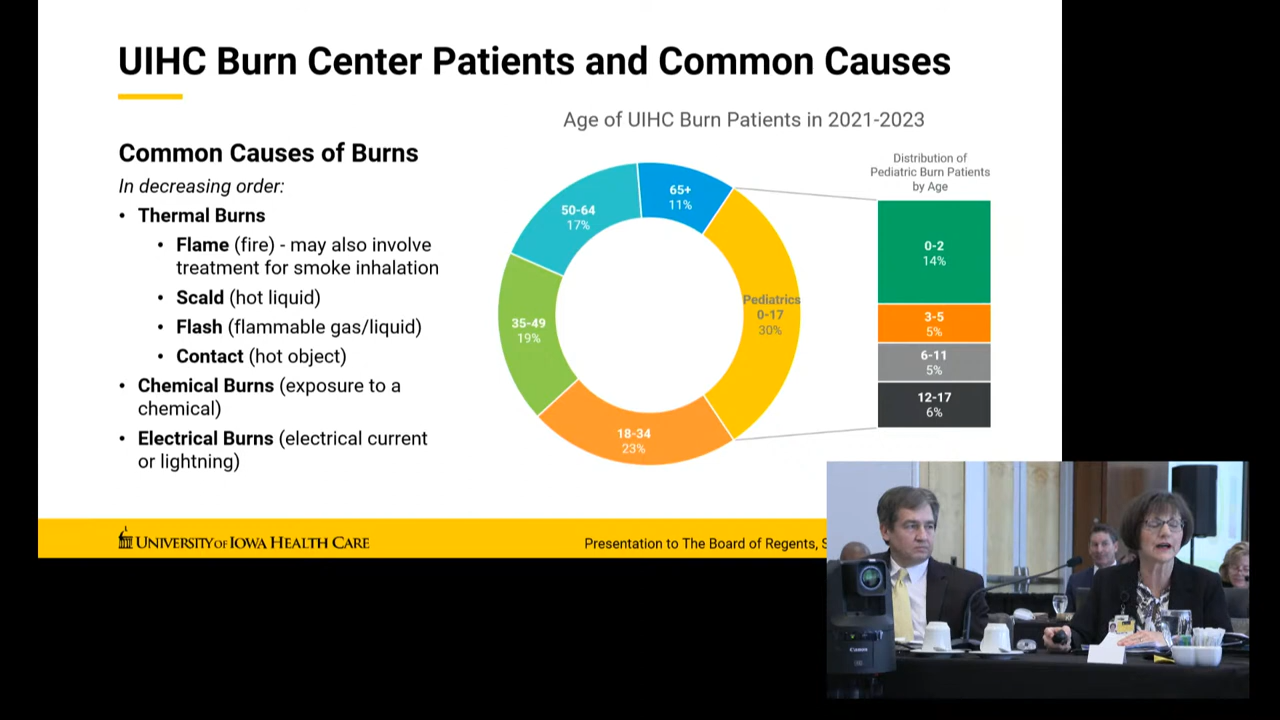 UIHC Burn Center Patients and Common Causes
Common Causes of Burns
In decreasing order:
• Thermal Burns
• Flame (fire) - may also involve
treatment for smoke inhalation
• Scald (hot liquid)
• Flash (flammable gas/liquid)
• Contact (hot object)
• Chemical Burns (exposure to a
chemical)
• Electrical Burns (electrical current
or lightning)
Age of UIHC Burn Patients in 2021-2023
65+
11%
50-64
17%
Pediatrics
0-17
30%
35-49
19%
18-34
23%
Distribution of
Pediatric Burn Patients
by Age
0-2
14%
3-5
5%
6-11
5%
12-17
6%
UNIVERSITY OF IOWA HEALTH CARE
Presentation to The Board of Regents, S
Canon